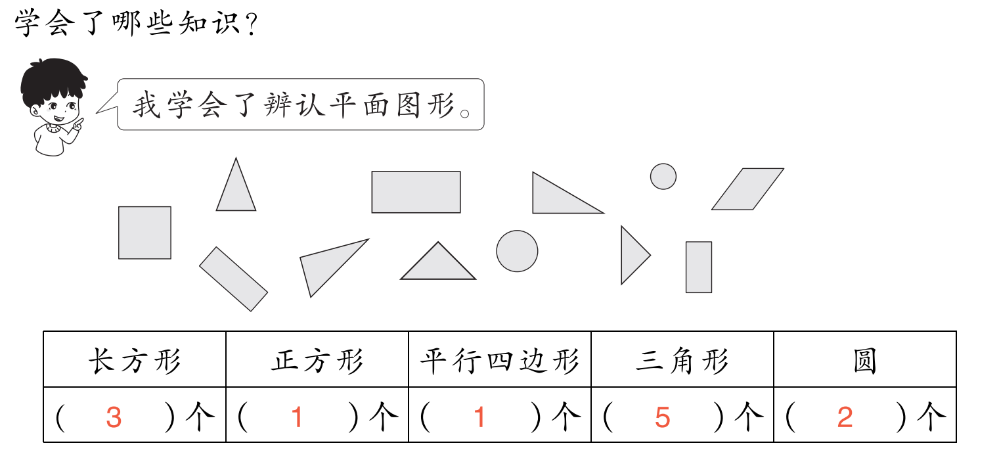 学会了哪些知识？
我学会了辨认平面图形。
长方形 正方形 平行四边形 三角形 圆
( 3 )个 ( 1 )个 ( 1 )个 ( 5 )个 ( 2 )个